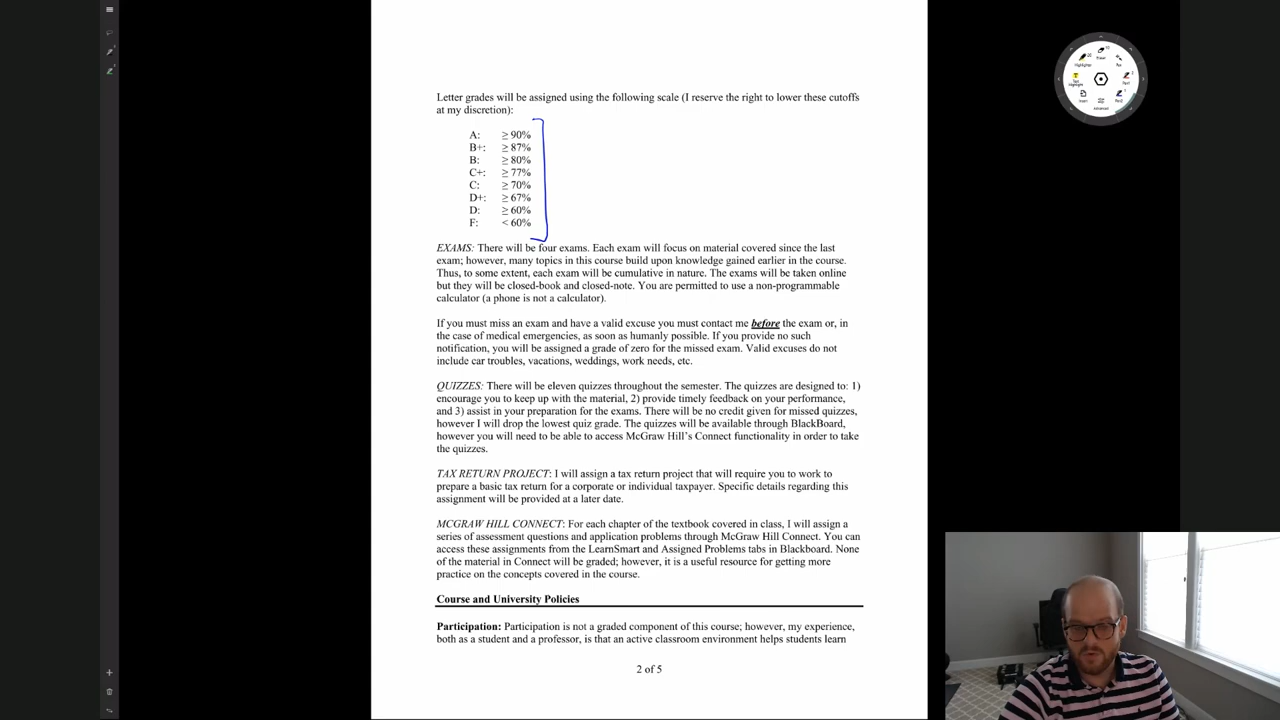 Letter grades will be assigned using the following scale (I reserve the right to lower these cutoffs
at my discretion):
A: ≥ 90%
B+: ≥ 87%
B: ≥ 80%
C+: ≥ 77%
C: ≥ 70%
D+: ≥ 67%
D: ≥ 60%
F: < 60%
EXAMS: There will be four exams. Each exam will focus on material covered since the last
exam; however, many topics in this course build upon knowledge gained earlier in the course.
Thus, to some extent, each exam will be cumulative in nature. The exams will be taken online
but they will be closed-book and closed-note. You are permitted to use a non-programmable
calculator (a phone is not a calculator).
If you must miss an exam and have a valid excuse you must contact me before the exam or, in
the case of medical emergencies, as soon as humanly possible. If you provide no such
notification, you will be assigned a grade of zero for the missed exam. Valid excuses do not
include car troubles, vacations, weddings, work needs, etc.
QUIZZES: There will be eleven quizzes throughout the semester. The quizzes are designed to: 1)
encourage you to keep up with the material, 2) provide timely feedback on your performance,
and 3) assist in your preparation for the exams. There will be no credit given for missed quizzes,
however I will drop the lowest quiz grade. The quizzes will be available through BlackBoard,
however you will need to be able to access McGraw Hill's Connect functionality in order to take
the quizzes.
TAX RETURN PROJECT: I will assign a tax return project that will require you to work to
prepare a basic tax return for a corporate or individual taxpayer. Specific details regarding this
assignment will be provided at a later date.
MCGRAW HILL CONNECT: For each chapter of the textbook covered in class, I will assign a
series of assessment questions and application problems through McGraw Hill Connect. You can
access these assignments from the LearnSmart and Assigned Problems tabs in Blackboard. None
of the material in Connect will be graded; however, it is a useful resource for getting more
practice on the concepts covered in the course.
Course and University Policies
Participation: Participation is not a graded component of this course; however, my experience,
both as a student and a professor, is that an active classroom environment helps students learn
2 of 5